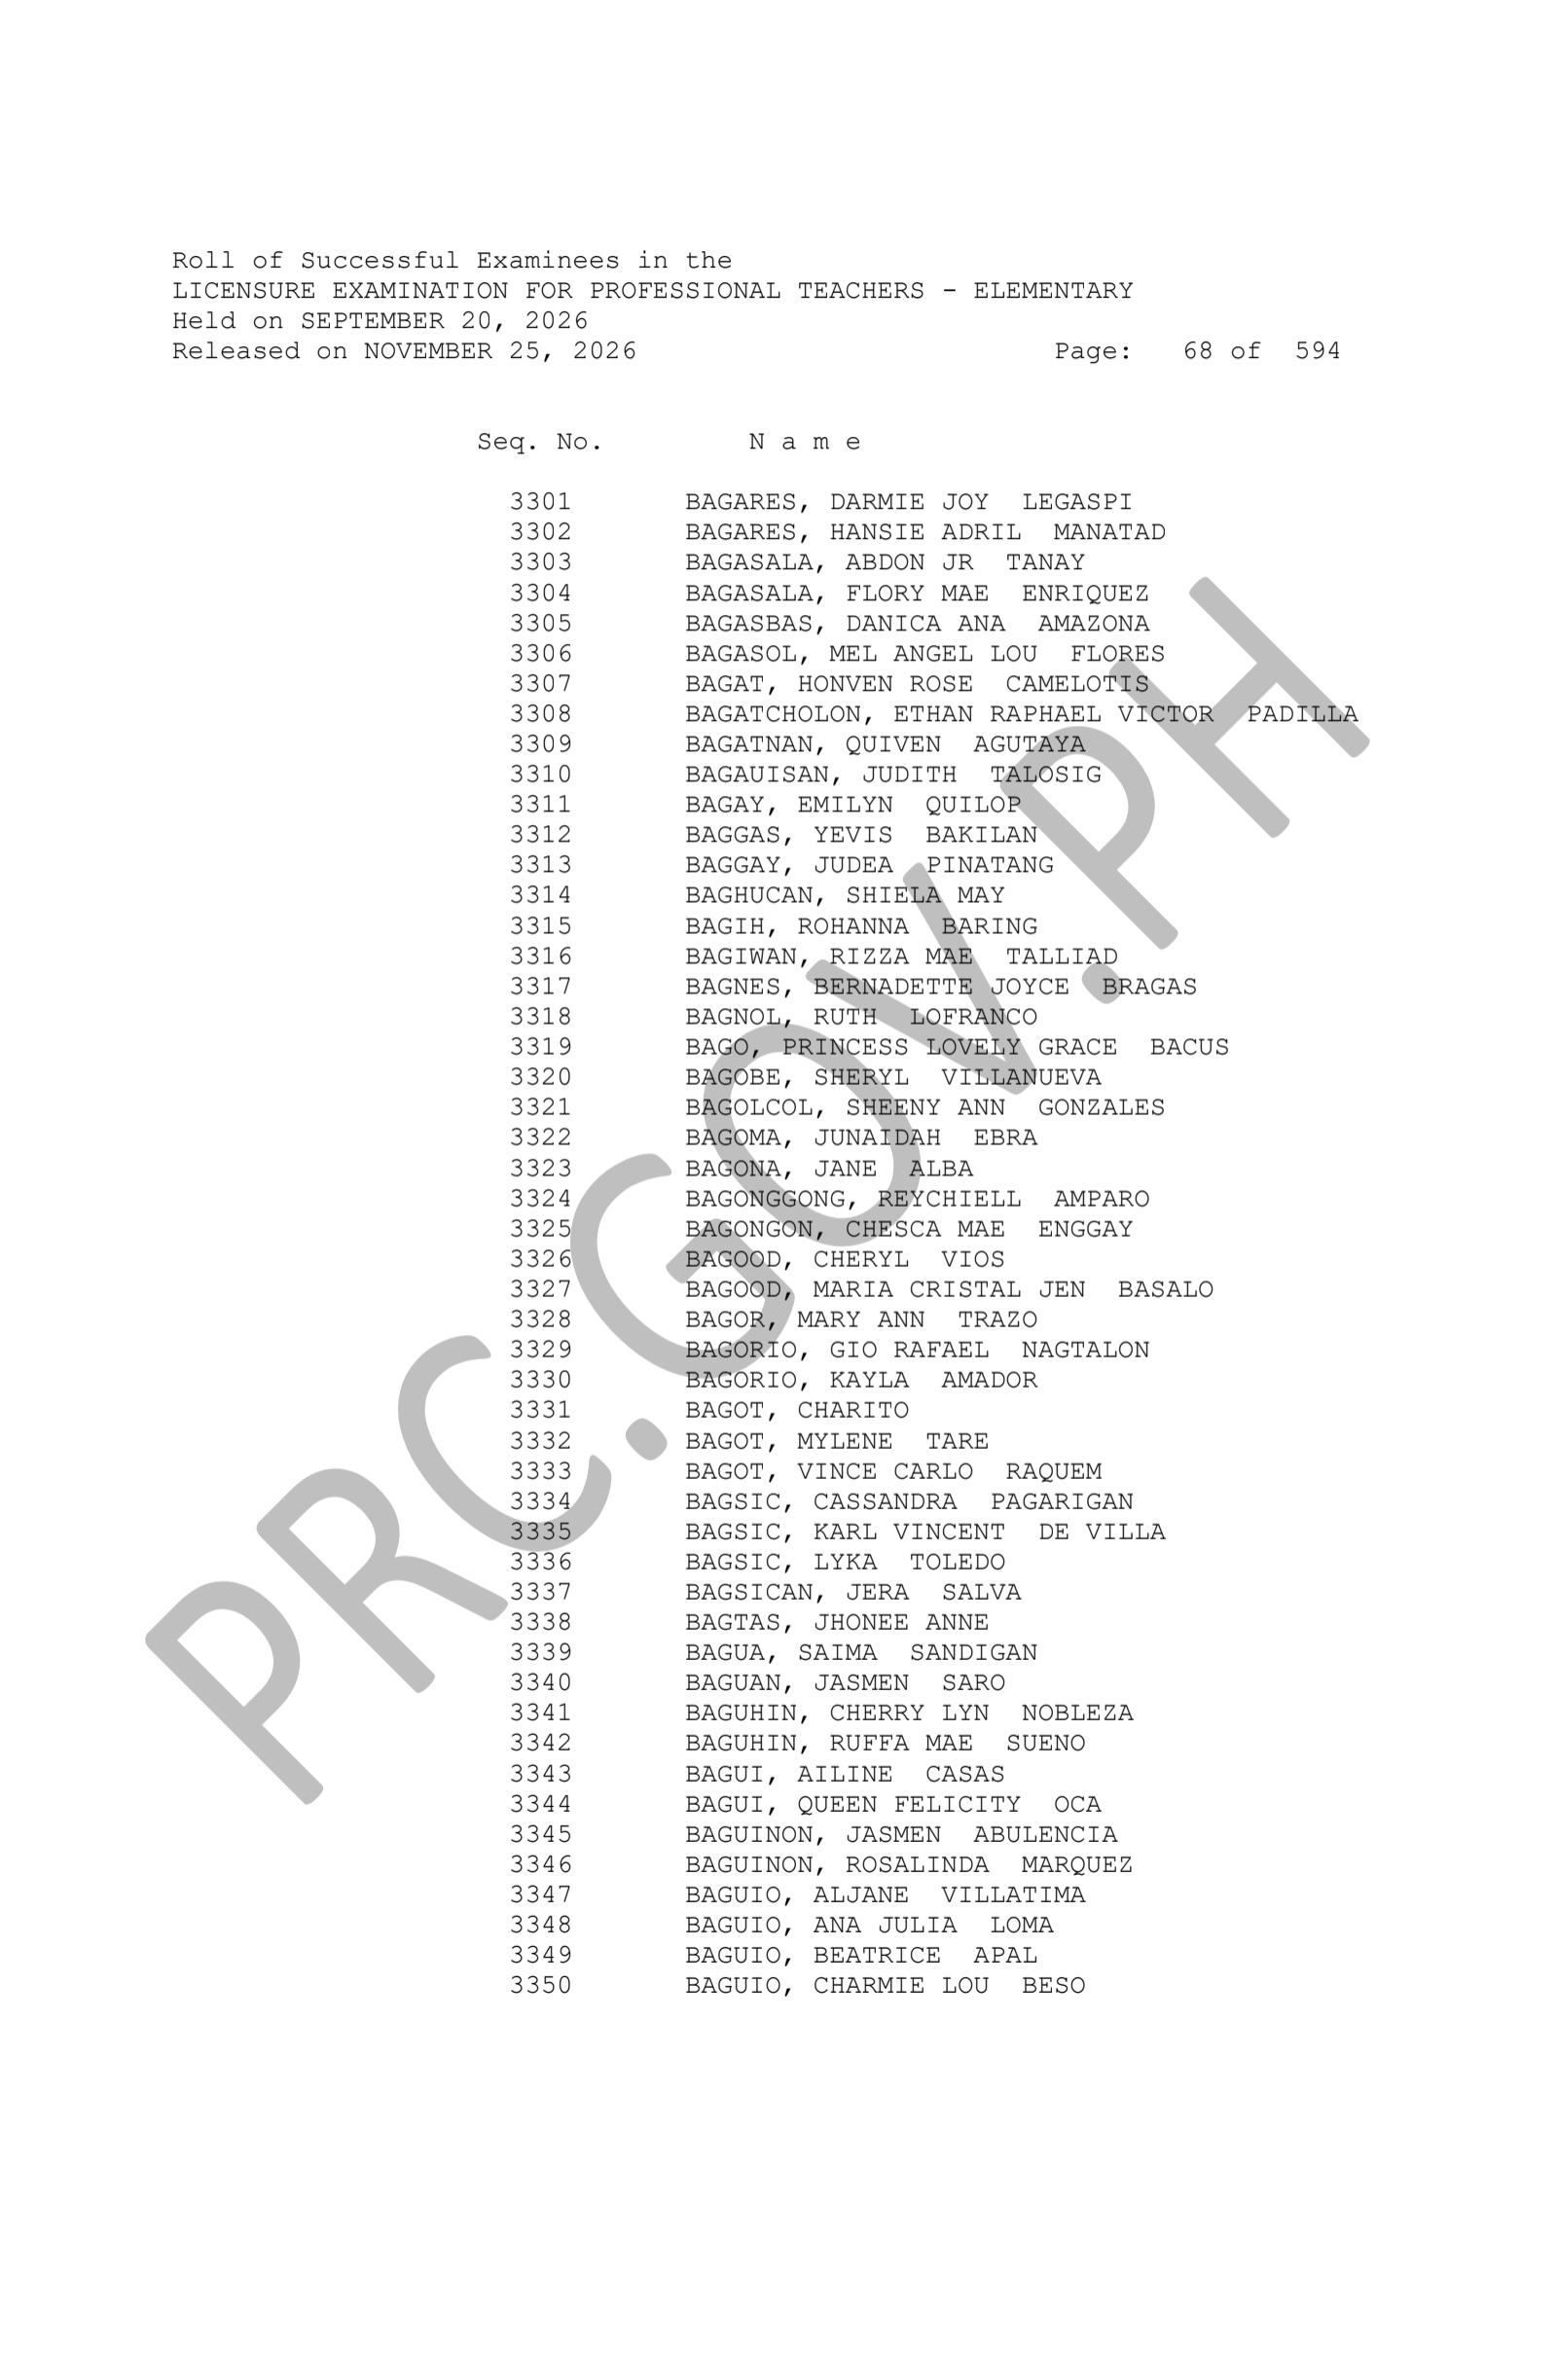 Roll of Successful Examinees in the
LICENSURE EXAMINATION FOR PROFESSIONAL TEACHERS - ELEMENTARY
Held on SEPTEMBER 20, 2026
Released on NOVEMBER 25, 2026 Page: 68 of 594
Seq. No. N a m e
3301 BAGARES, DARMIE JOY LEGASPI
3302 BAGARES, HANSIE ADRIL MANATAD
3303 BAGASALA, ABDON JR TANAY
3304 BAGASALA, FLORY MAE ENRIQUEZ
3305 BAGASBAS, DANICA ANA AMAZONA
3306 BAGASOL, MEL ANGEL LOU FLORES
3307 BAGAT, HONVEN ROSE CAMELOTIS
3308 BAGATCHOLON, ETHAN RAPHAEL VICTOR PADILLA
3309 BAGATNAN, QUIVEN AGUTAYA
3310 BAGAUISAN, JUDITH TALOSIG
3311 BAGAY, EMILYN QUILOP
3312 BAGGAS, YEVIS BAKILAN
3313 BAGGAY, JUDEA PINATANG
3314 BAGHUCAN, SHIELA MAY
3315 BAGIH, ROHANNA BARING
3316 BAGIWAN, RIZZA MAE TALLIAD
3317 BAGNES, BERNADETTE JOYCE BRAGAS
3318 BAGNOL, RUTH LOFRANCO
3319 BAGO, PRINCESS LOVELY GRACE BACUS
3320 BAGOBE, SHERYL VILLANUEVA
3321 BAGOLCOL, SHEENY ANN GONZALES
3322 BAGOMA, JUNAIDAH EBRA
3323 BAGONA, JANE ALBA
3324 BAGONGGONG, REYCHIELL AMPARO
3325 BAGONGON, CHESCA MAE ENGGAY
3326 BAGOOD, CHERYL VIOS
3327 BAGOOD, MARIA CRISTAL JEN BASALO
3328 BAGOR, MARY ANN TRAZO
3329 BAGORIO, GIO RAFAEL NAGTALON
3330 BAGORIO, KAYLA AMADOR
3331 BAGOT, CHARITO
3332 BAGOT, MYLENE TARE
3333 BAGOT, VINCE CARLO RAQUEM
3334 BAGSIC, CASSANDRA PAGARIGAN
3335 BAGSIC, KARL VINCENT DE VILLA
3336 BAGSIC, LYKA TOLEDO
3337 BAGSICAN, JERA SALVA
3338 BAGTAS, JHONEE ANNE
3339 BAGUA, SAIMA SANDIGAN
3340 BAGUAN, JASMEN SARO
3341 BAGUHIN, CHERRY LYN NOBLEZA
3342 BAGUHIN, RUFFA MAE SUENO
3343 BAGUI, AILINE CASAS
3344 BAGUI, QUEEN FELICITY OCA
3345 BAGUINON, JASMEN ABULENCIA
3346 BAGUINON, ROSALINDA MARQUEZ
3347 BAGUIO, ALJANE VILLATIMA
3348 BAGUIO, ANA JULIA LOMA
3349 BAGUIO, BEATRICE APAL
3350 BAGUIO, CHARMIE LOU BESO
PRC.GOV.PH